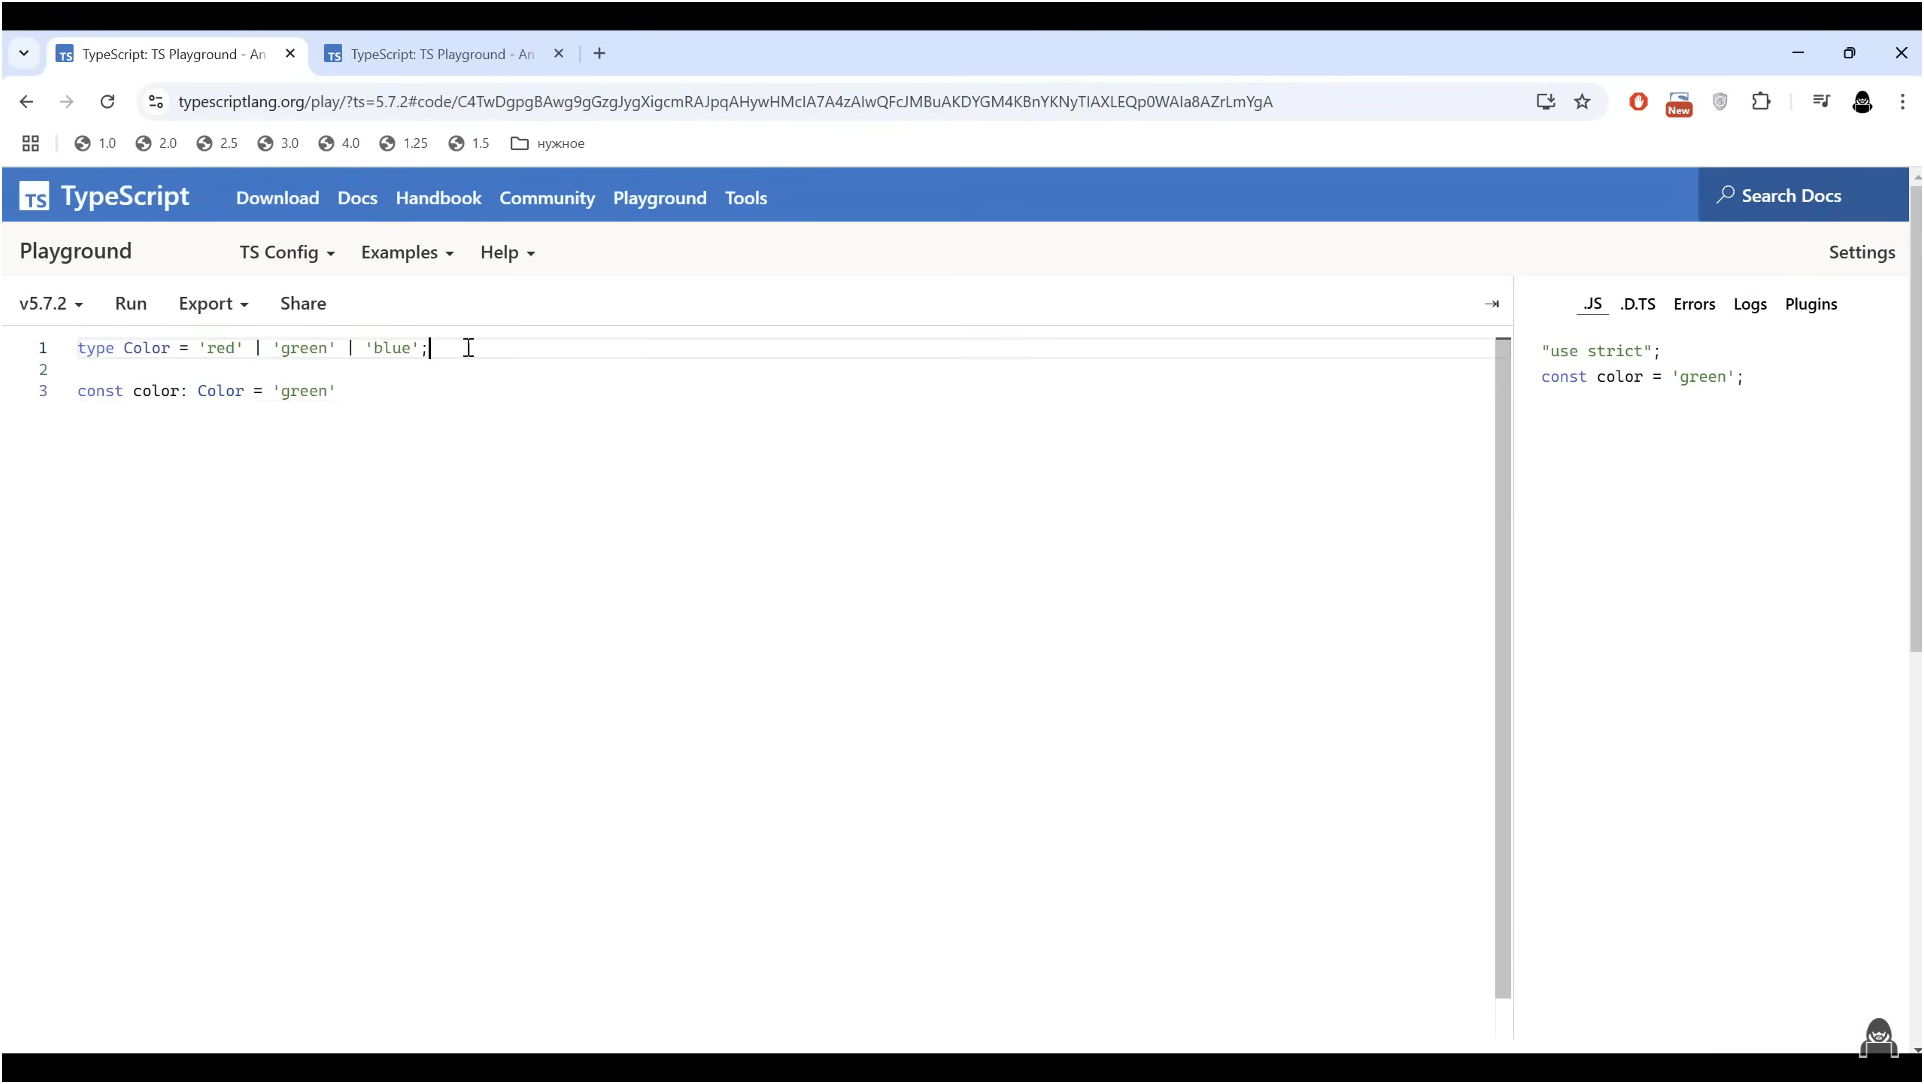 TypeScript: TS Playground - An
TypeScript: TS Playground - An
typescriptlang.org/play/?ts=5.7.2#code/C4TwDgpgBAwg9gGzgJygXigcmRAJpqAHywHMcIA7A4zAIwQFcJMBuAKDYGM4KBnYKNyTIAXLEQp0WAIa8AZrLmYgA
New
1.0
2.0
2.5
3.0
4.0
1.25
1.5
нужное
TS TypeScript
Download
Docs
Handbook
Community
Playground
Tools
Search Docs
Playground
TS Config
Examples
Help
Settings
v5.7.2
Run
Export
Share
.JS
.D.TS
Errors
Logs
Plugins
1 type Color = 'red' | 'green' | 'blue';
2
3 const color: Color = 'green'
"use strict";
const color = 'green';